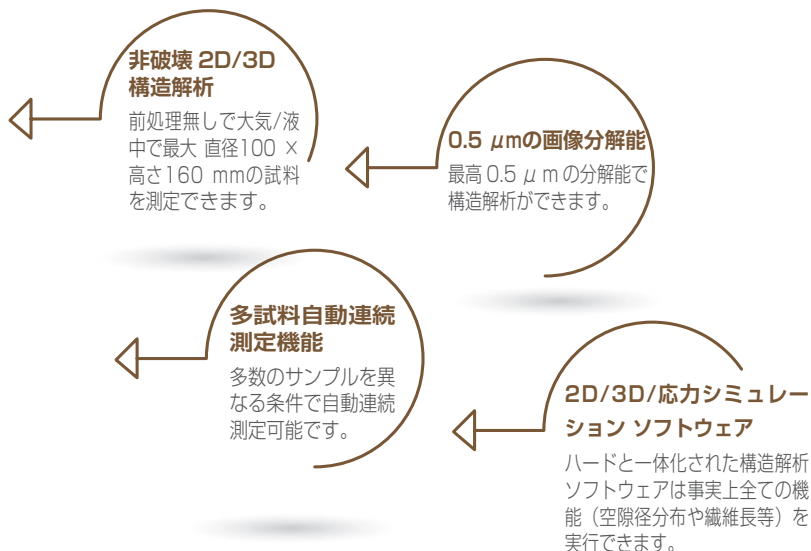 非破壊 2D/3D
構造解析
前処理無しで大気/液
中で最大 直径100 ×
高さ160 mmの試料
を測定できます。
0.5 μmの画像分解能
最高 0.5 μ m の分解能で
構造解析ができます。
多試料自動連続
測定機能
多数のサンプルを異
なる条件で自動連続
測定可能です。
2D/3D/応力シミュレー
ション ソフトウェア
ハードと一体化された構造解析
ソフトウェアは事実上全ての機
能（空隙径分布や繊維長等）を
実行できます。